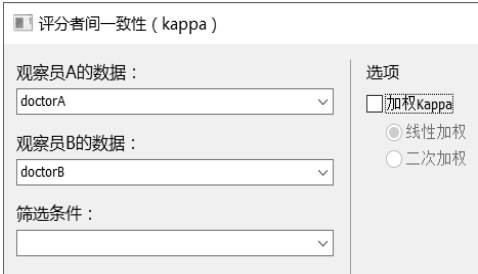 评分者间一致性 ( kappa )
观察员A的数据：
doctorA
观察员B的数据：
doctorB
筛选条件：
选项
加权Kappa
线性加权
二次加权